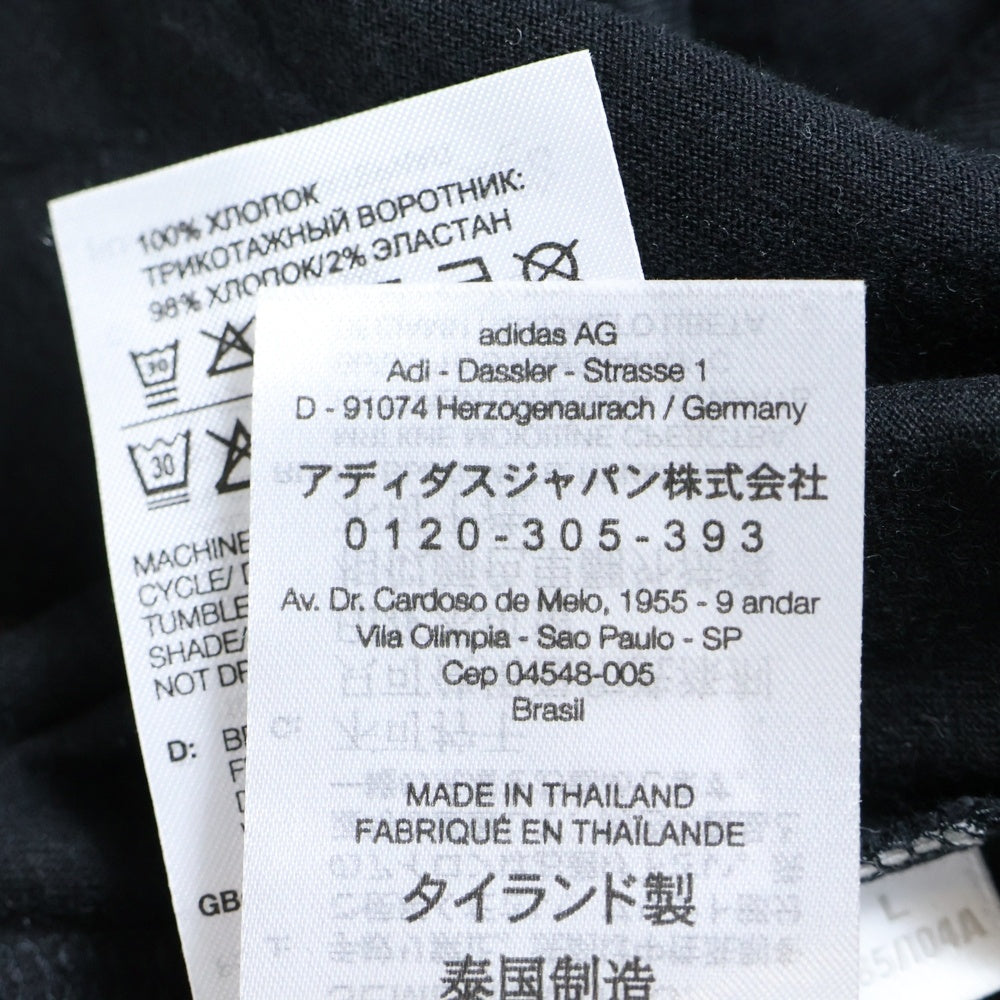 100% ХЛОПОК
ТРИКОТАЖНЫЙ ВОРОТНИК:
98% ХЛОПОК/2% ЭЛАСТАН
30
30
MACHINE
CYCLE/
TUMBLE
SHADE/
NOT
D:
GB
adidas AG
Adi - Dassler - Strasse 1
D - 91074 Herzogenaurach / Germany
アディダスジャパン株式会社
0120-305-393
Av. Dr. Cardoso de Melo, 1955 - 9 andar
Vila Olimpia - Sao Paulo - SP
Cep 04548-005
Brasil
MADE IN THAILAND
FABRIQUÉ EN THAÏLANDE
タイランド製
泰国制造
L